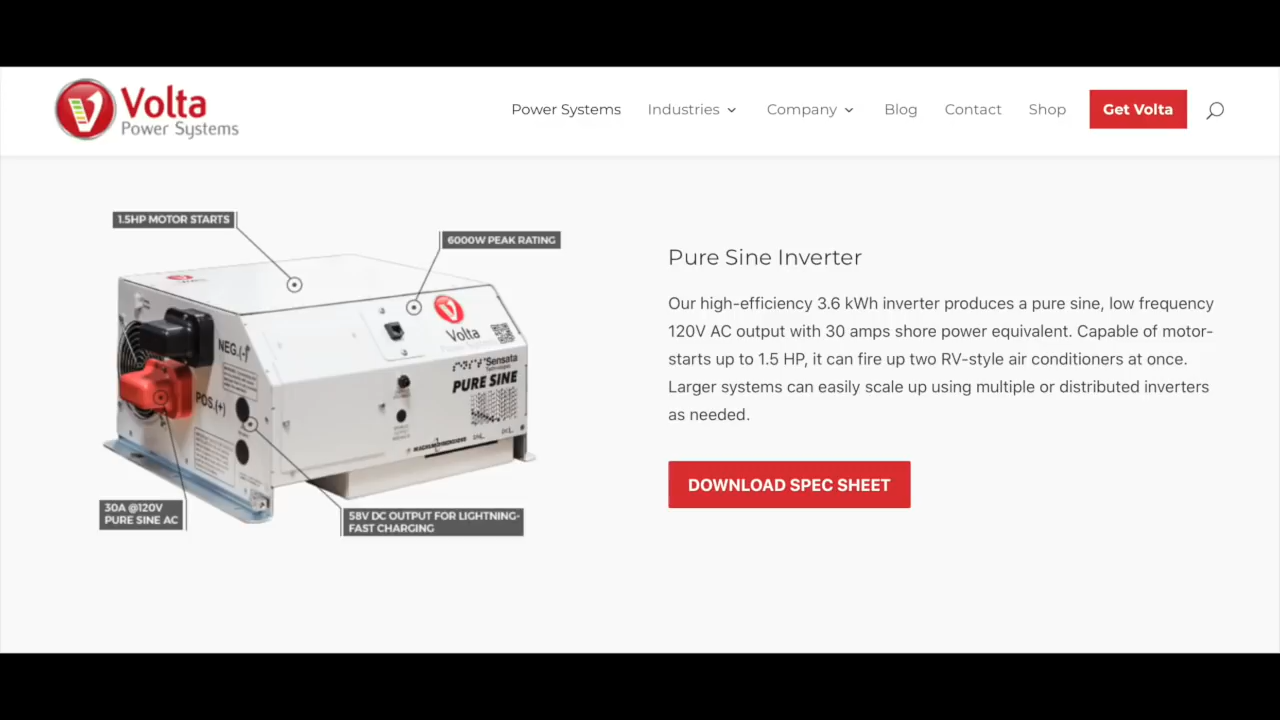 Volta
Power Systems
Power Systems Industries Company Blog Contact Shop Get Volta
1.5HP MOTOR STARTS
6000W PEAK RATING
Volta
Power Systems
NEG.(-)
Sensata
Technologies
PURE SINE
POS.(+)
MAGNUM-DIMENSIONS
30A @120V
PURE SINE AC
58V DC OUTPUT FOR LIGHTNING-
FAST CHARGING
Pure Sine Inverter
Our high-efficiency 3.6 kWh inverter produces a pure sine, low frequency
120V AC output with 30 amps shore power equivalent. Capable of motor-
starts up to 1.5 HP, it can fire up two RV-style air conditioners at once.
Larger systems can easily scale up using multiple or distributed inverters
as needed.
DOWNLOAD SPEC SHEET